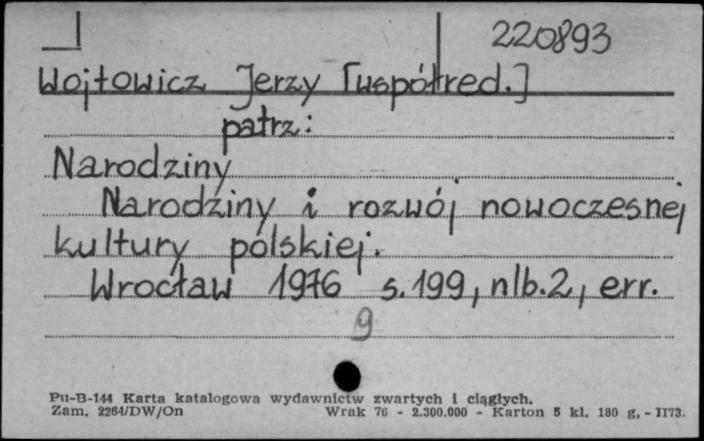 220893
Wojtowicz Jerzy [współred.]
patrz:
Narodziny
Narodziny i rozwój nowoczesnej
kultury polskiej.
Wrocław 1976 s.199, nlb.2, err.
9
Pu-B-144 Karta katalogowa wydawnictw zwartych i ciągłych.
Zam. 2264/DW/On Wrak 76 - 2.300.000 - Karton 5 kl. 180 g, - II73.